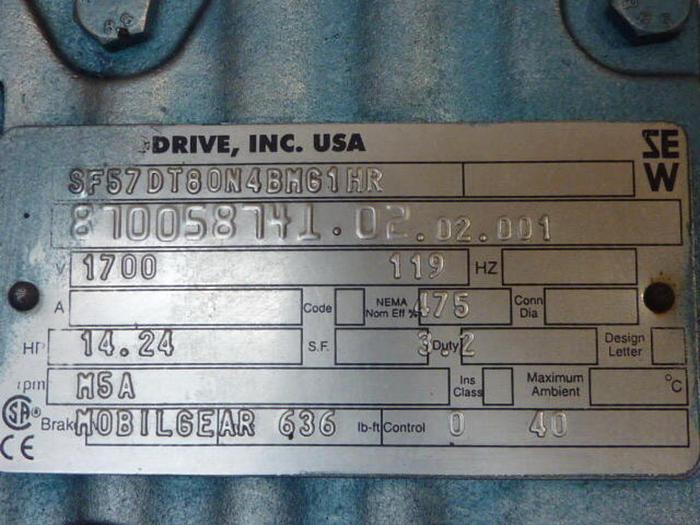 DRIVE, INC. USA SEW
SF57DT80N4BMG1HR
870058741.02.02.001
V 1700 119 HZ
A Code NEMA Nom Eff % 475 Conn Dia
HP 14.24 S.F. 3.2 Duty Design Letter
rpm M5A Ins Class Maximum Ambient °C
SA® Brake MOBILGEAR 636 lb-ft Control 0 40
CE